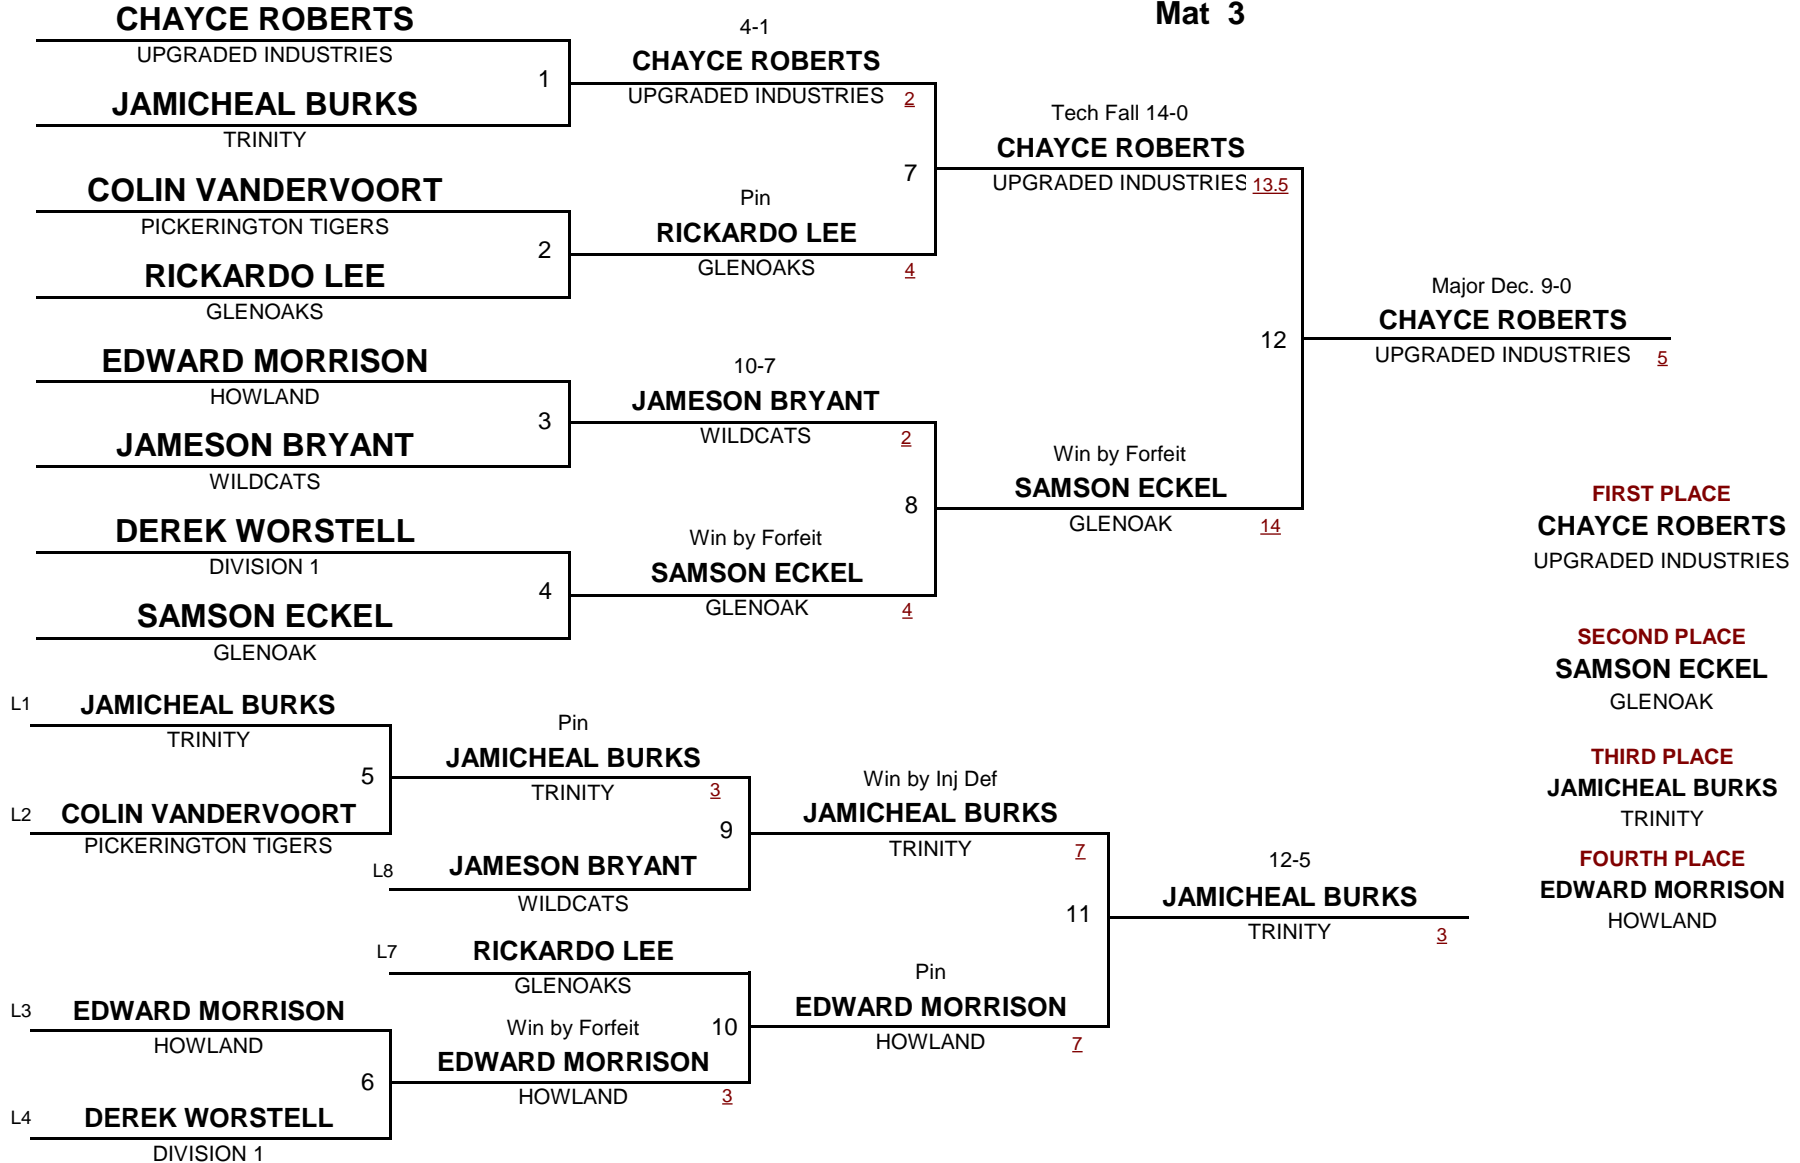 Mat 3
CHAYCE ROBERTS
UPGRADED INDUSTRIES
1
JAMICHEAL BURKS
TRINITY
COLIN VANDERVOORT
PICKERINGTON TIGERS
2
RICKARDO LEE
GLENOAKS
EDWARD MORRISON
HOWLAND
3
JAMESON BRYANT
WILDCATS
DEREK WORSTELL
DIVISION 1
4
SAMSON ECKEL
GLENOAK
4-1
CHAYCE ROBERTS
UPGRADED INDUSTRIES 2
7
Pin
RICKARDO LEE
GLENOAKS 4
10-7
JAMESON BRYANT
WILDCATS 2
8
Win by Forfeit
SAMSON ECKEL
GLENOAK 4
Tech Fall 14-0
CHAYCE ROBERTS
UPGRADED INDUSTRIES 13.5
12
Win by Forfeit
SAMSON ECKEL
GLENOAK 14
Major Dec. 9-0
CHAYCE ROBERTS
UPGRADED INDUSTRIES 5
L1 JAMICHEAL BURKS
TRINITY
5
L2 COLIN VANDERVOORT
PICKERINGTON TIGERS
Pin
JAMICHEAL BURKS
TRINITY 3
9
L8 JAMESON BRYANT
WILDCATS
L7 RICKARDO LEE
GLENOAKS
10
L3 EDWARD MORRISON
HOWLAND
6
L4 DEREK WORSTELL
DIVISION 1
Win by Forfeit
EDWARD MORRISON
HOWLAND 3
Win by Inj Def
JAMICHEAL BURKS
TRINITY 7
11
Pin
EDWARD MORRISON
HOWLAND 7
12-5
JAMICHEAL BURKS
TRINITY 3
FIRST PLACE
CHAYCE ROBERTS
UPGRADED INDUSTRIES
SECOND PLACE
SAMSON ECKEL
GLENOAK
THIRD PLACE
JAMICHEAL BURKS
TRINITY
FOURTH PLACE
EDWARD MORRISON
HOWLAND